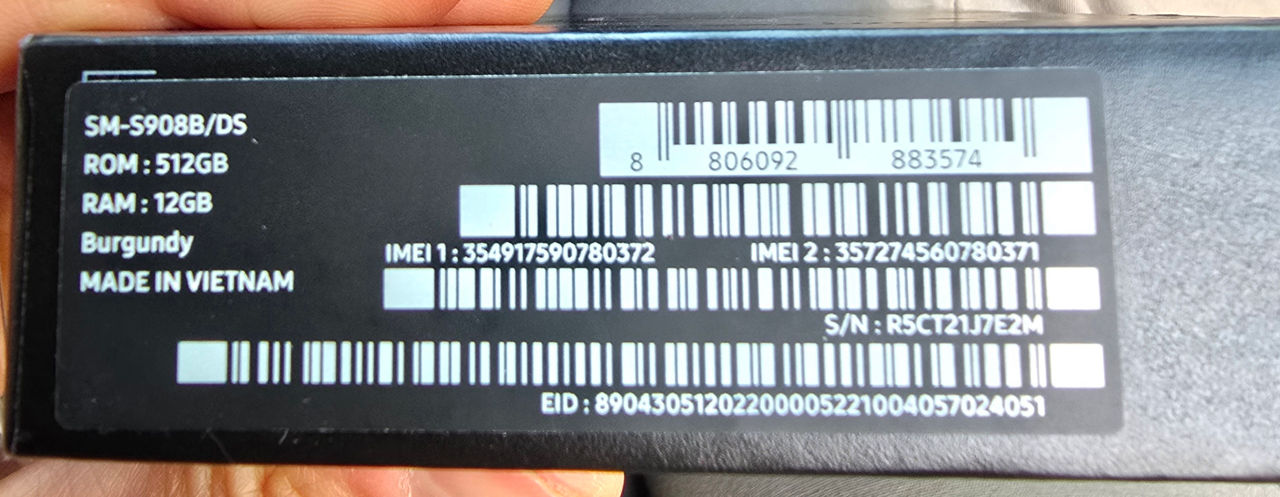 SM-S908B/DS
ROM : 512GB
RAM : 12GB
Burgundy
MADE IN VIETNAM
8 806092 883574
IMEI 1 : 354917590780372 IMEI 2 : 357274560780371
S/N : R5CT21J7E2M
EID : 89043051202200005221004057024051